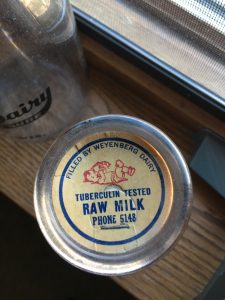 Dairy
FILLED BY WEYENBERG DAIRY
TUBERCULIN TESTED
RAW MILK
PHONE 5148